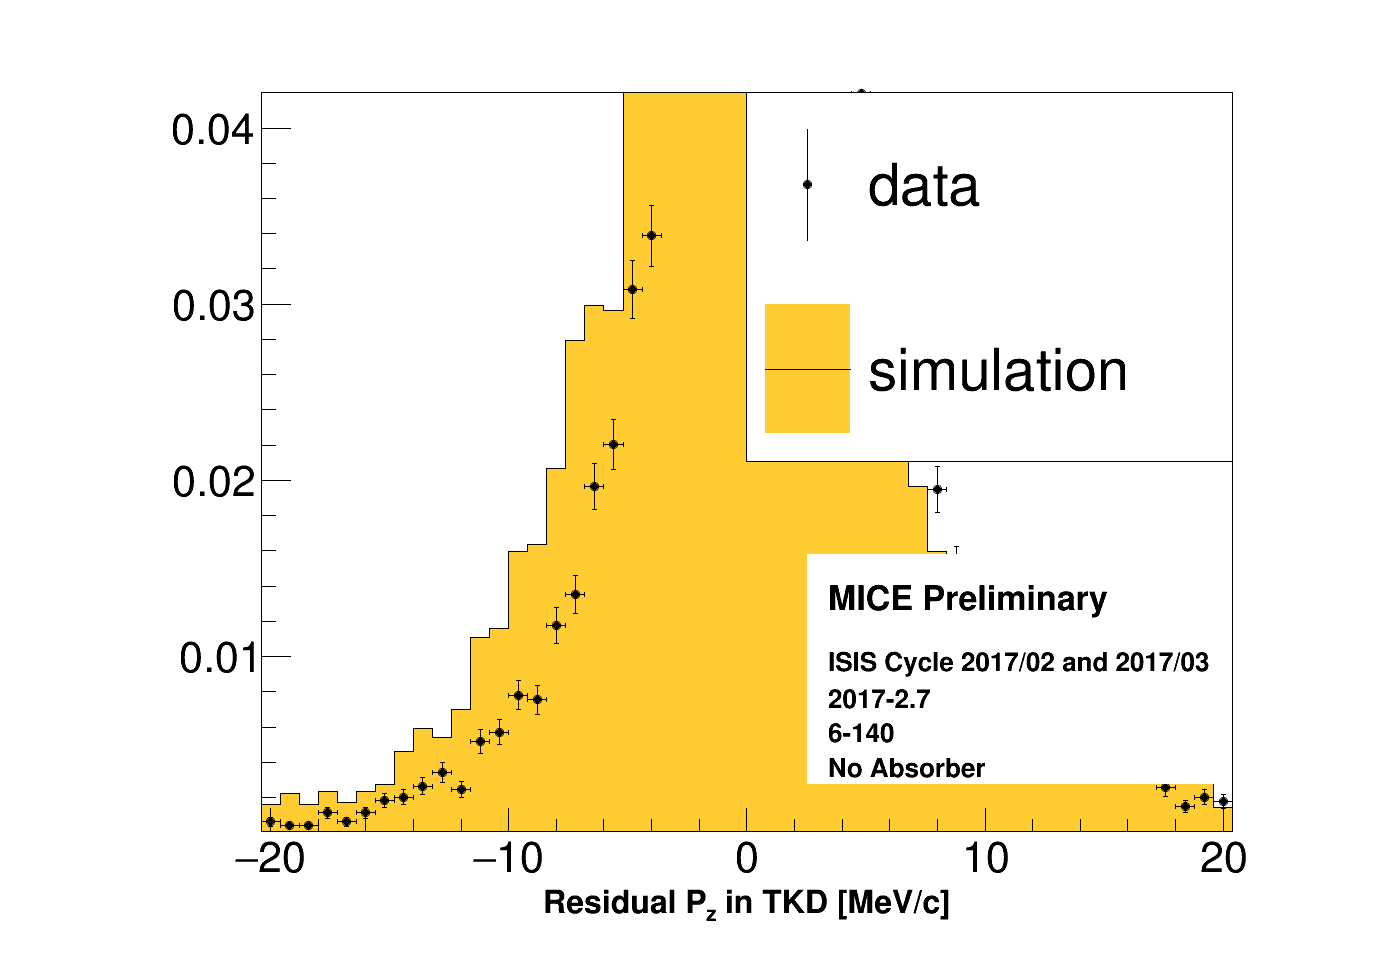 0.04
0.03
0.02
0.01
data
simulation
MICE Preliminary
ISIS Cycle 2017/02 and 2017/03
2017-2.7
6-140
No Absorber
−20 −10 0 10 20
Residual Pz in TKD [MeV/c]